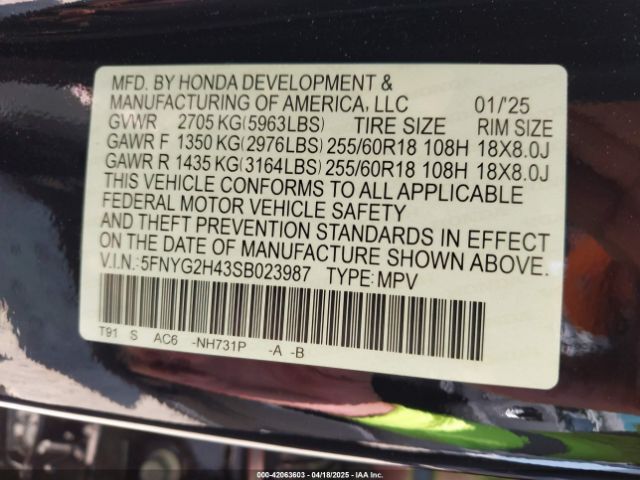 MFD. BY HONDA DEVELOPMENT &
MANUFACTURING OF AMERICA, LLC 01/'25
GVWR 2705 KG(5963LBS) TIRE SIZE RIM SIZE
GAWR F 1350 KG(2976LBS) 255/60R18 108H 18X8.0J
GAWR R 1435 KG(3164LBS) 255/60R18 108H 18X8.0J
THIS VEHICLE CONFORMS TO ALL APPLICABLE
FEDERAL MOTOR VEHICLE SAFETY
AND THEFT PREVENTION STANDARDS IN EFFECT
ON THE DATE OF MANUFACTURE SHOWN ABOVE.
V.I.N.:5FNYG2H43SB023987 TYPE:MPV
T91 S AC6 -NH731P -A -B
000-42063603 - 04/18/2025 - IAAI.com